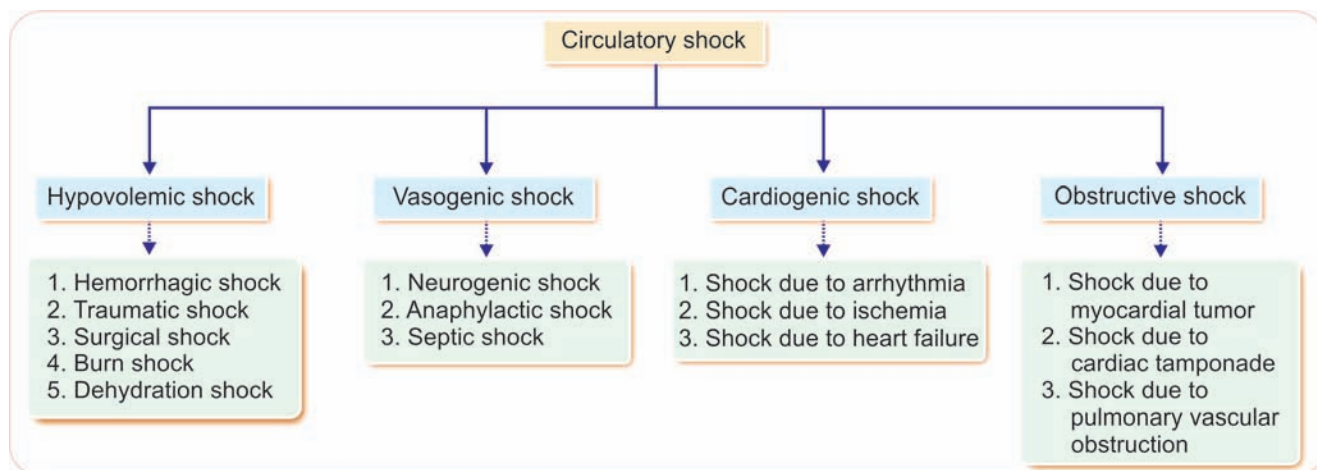 Circulatory shock
Hypovolemic shock
Vasogenic shock
Cardiogenic shock
Obstructive shock
1. Hemorrhagic shock
2. Traumatic shock
3. Surgical shock
4. Burn shock
5. Dehydration shock
1. Neurogenic shock
2. Anaphylactic shock
3. Septic shock
1. Shock due to arrhythmia
2. Shock due to ischemia
3. Shock due to heart failure
1. Shock due to
myocardial tumor
2. Shock due to
cardiac tamponade
3. Shock due to
pulmonary vascular
obstruction